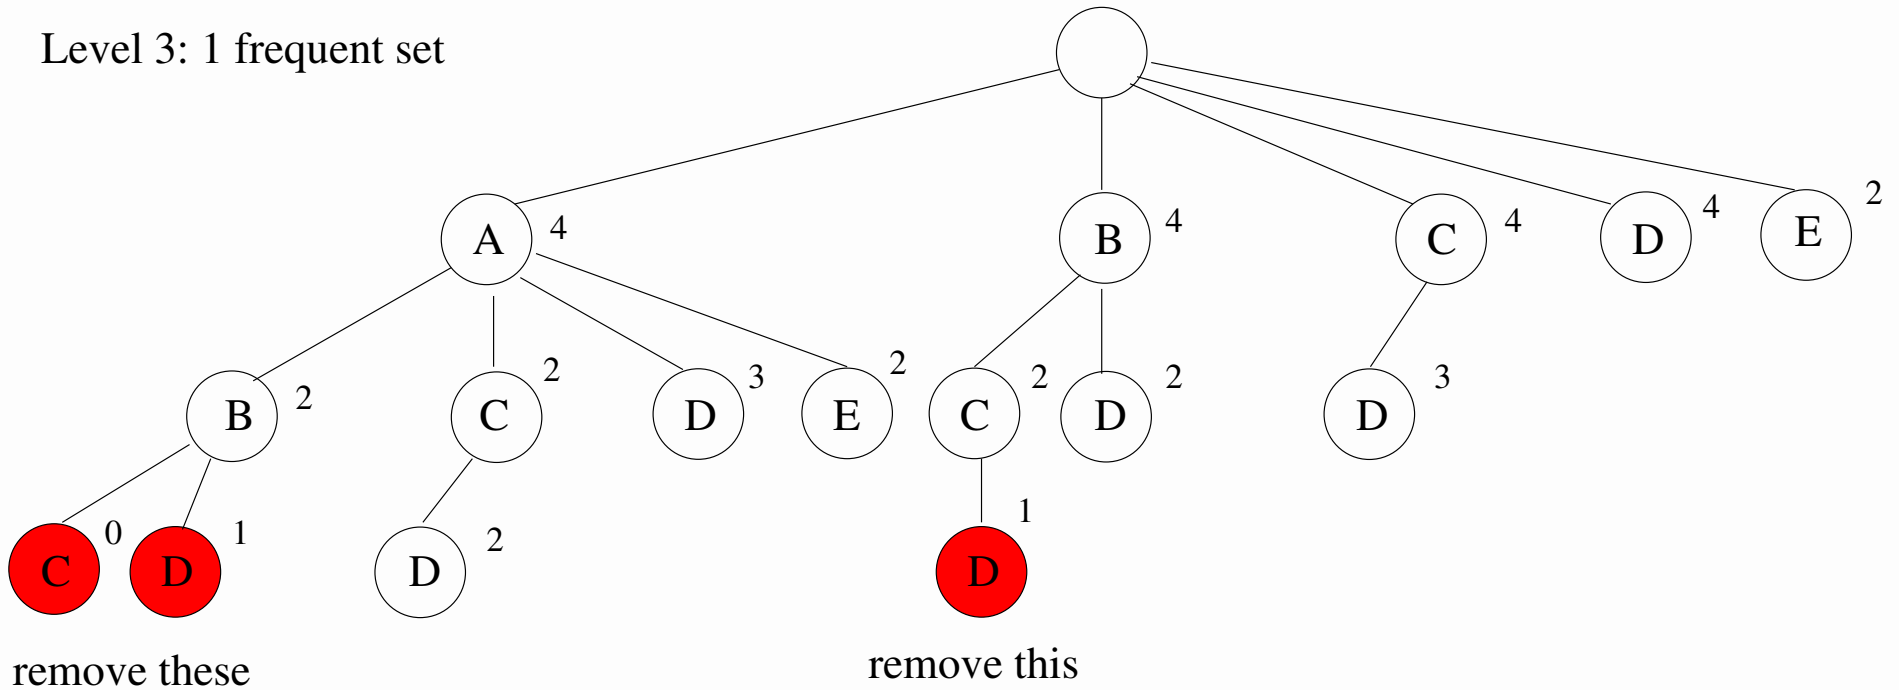 Level 3: 1 frequent set
A 4
B 4
C 4
D 4
E 2
B 2
C 2
D 3
E 2
C 2
D 2
D 3
C 0
D 1
D 2
D 1
remove these
remove this